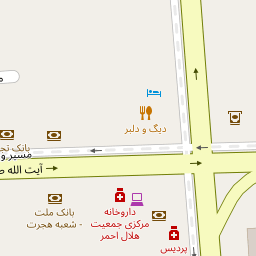 دیگ و دلبر
بانک تج
مسیر و
آیت الله ط
بانک ملت
- شعبه هجرت
داروخانه
مرکزی جمعیت
هلال احمر
پردیس